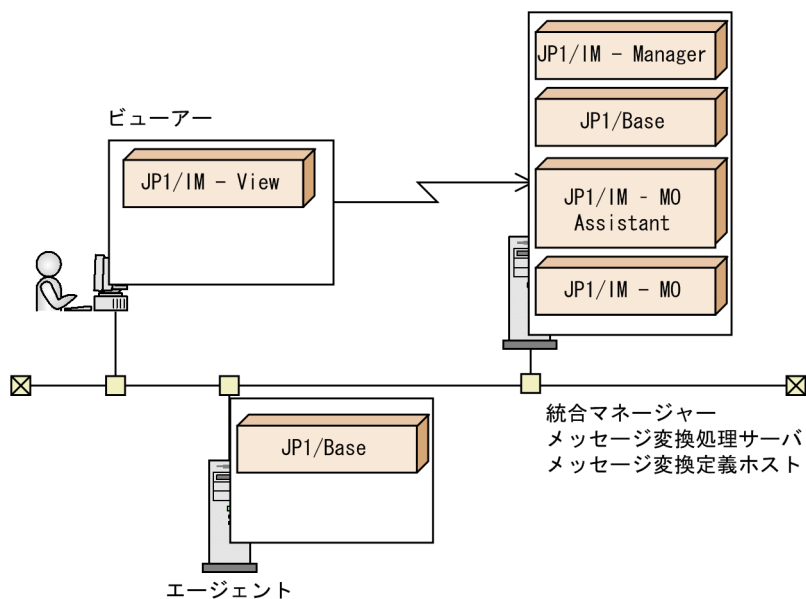 JP1/IM − Manager
JP1/Base
JP1/IM - MO
Assistant
JP1/IM − MO
ビューアー
JP1/IM − View
統合マネージャー
メッセージ変換処理サーバ
メッセージ変換定義ホスト
JP1/Base
エージェント